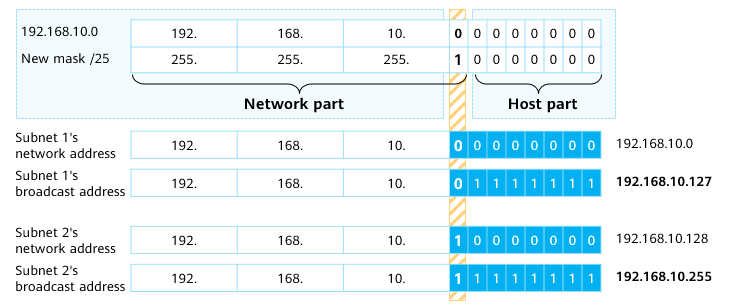 192.168.10.0 192. 168. 10. 0 0 0 0 0 0 0 0
New mask /25 255. 255. 255. 1 0 0 0 0 0 0 0
Network part Host part
Subnet 1's
network address 192. 168. 10. 0 0 0 0 0 0 0 0 192.168.10.0
Subnet 1's
broadcast address 192. 168. 10. 0 1 1 1 1 1 1 1 192.168.10.127
Subnet 2's
network address 192. 168. 10. 1 0 0 0 0 0 0 0 192.168.10.128
Subnet 2's
broadcast address 192. 168. 10. 1 1 1 1 1 1 1 1 192.168.10.255